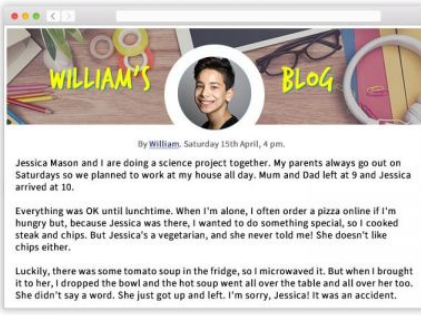 WILLIAM'S BLOG
By William, Saturday 15th April, 4 pm.
Jessica Mason and I are doing a science project together. My parents always go out on
Saturdays so we planned to work at my house all day. Mum and Dad left at 9 and Jessica
arrived at 10.
Everything was OK until lunchtime. When I'm alone, I often order a pizza online if I'm
hungry but, because Jessica was there, I wanted to do something special, so I cooked
steak and chips. But Jessica's a vegetarian, and she never told me! She doesn't like
chips either.
Luckily, there was some tomato soup in the fridge, so I microwaved it. But when I brought
it to her, I dropped the bowl and the hot soup went all over the table and all over her too.
She didn't say a word. She just got up and left. I'm sorry, Jessica! It was an accident.